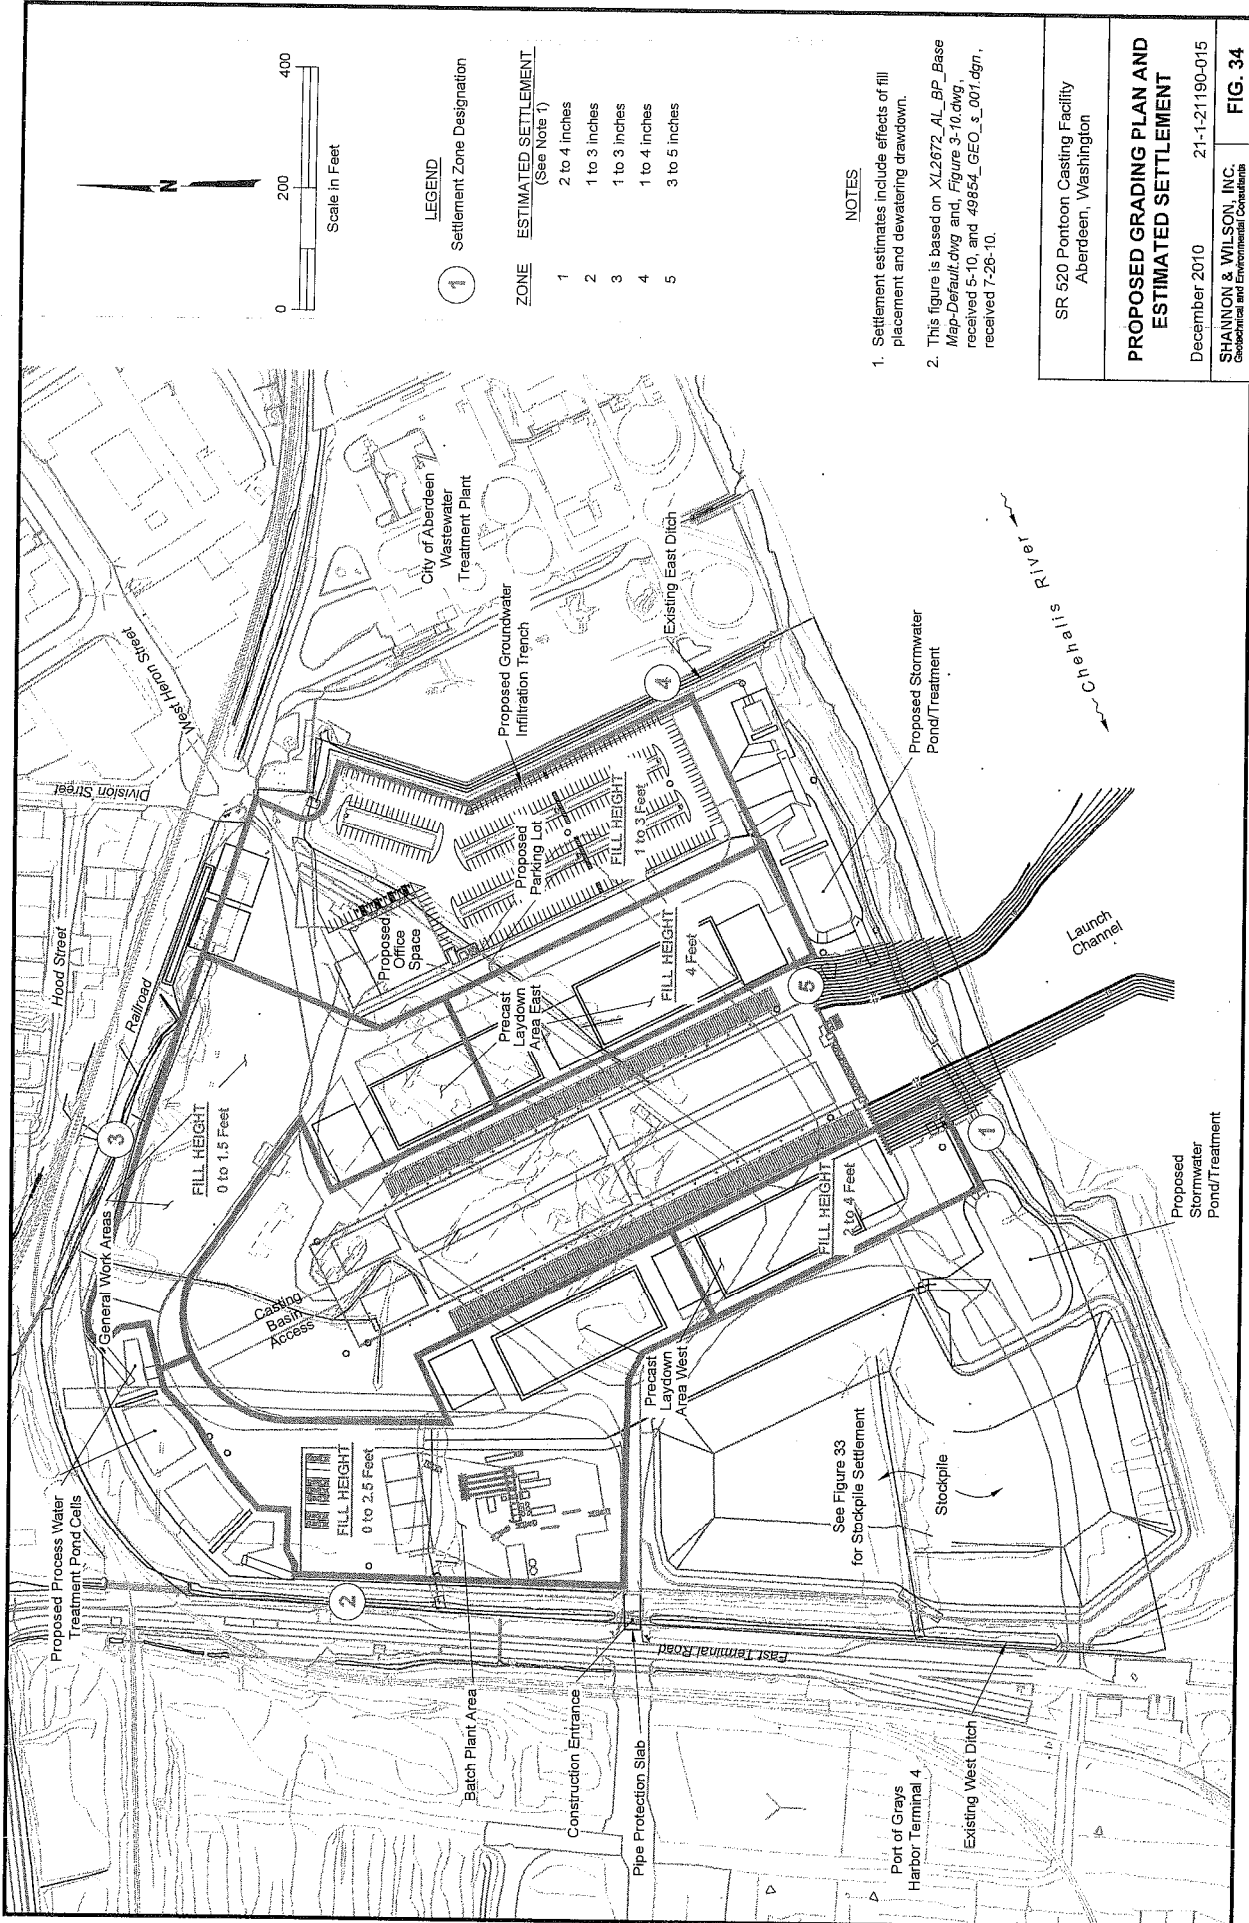 Proposed Process Water
Treatment Pond Cells
General Work Areas
Railroad
Hood Street
Division Street
West Heron Street
N
0
200
400
Scale in Feet
LEGEND
1
Settlement Zone Designation
ZONE
ESTIMATED SETTLEMENT
(See Note 1)
1
2 to 4 inches
2
1 to 3 inches
3
1 to 3 inches
4
1 to 4 inches
5
3 to 5 inches
NOTES
1. Settlement estimates include effects of fill
placement and dewatering drawdown.
2. This figure is based on XL2672_AL_BP_Base
Map-Default.dwg and, Figure 3-10.dwg,
received 5-10, and 49854_GEO_s_001.dgn,
received 7-26-10.
City of Aberdeen
Wastewater
Treatment Plant
Proposed Groundwater
Infiltration Trench
Existing East Ditch
4
3
2
FILL HEIGHT
0 to 1.5 Feet
Proposed
Office
Space
Proposed
Parking Lot
FILL HEIGHT
1 to 3 Feet
Casting
Basin
Access
Precast
Laydown
Area East
FILL HEIGHT
4 Feet
FILL HEIGHT
0 to 2.5 Feet
Batch Plant Area
Construction Entrance
Pipe Protection Slab
East Terminal Road
Precast
Laydown
Area West
FILL HEIGHT
2 to 4 Feet
5
1
Proposed Stormwater
Pond/Treatment
Chehalis River
Launch
Channel
See Figure 33
for Stockpile Settlement
Stockpile
Port of Grays
Harbor Terminal 4
Existing West Ditch
Proposed
Stormwater
Pond/Treatment
SR 520 Pontoon Casting Facility
Aberdeen, Washington
PROPOSED GRADING PLAN AND
ESTIMATED SETTLEMENT
December 2010
21-1-21190-015
SHANNON & WILSON, INC.
Geotechnical and Environmental Consultants
FIG. 34